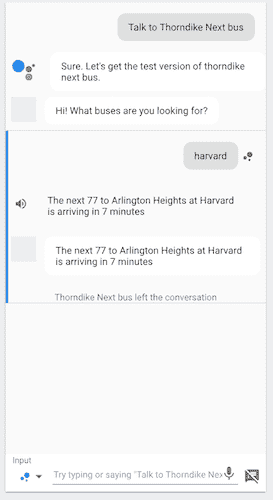 Talk to Thorndike Next bus
Sure. Let's get the test version of thorndike
next bus.
Hi! What buses are you looking for?
harvard
The next 77 to Arlington Heights at Harvard
is arriving in 7 minutes
The next 77 to Arlington Heights at Harvard
is arriving in 7 minutes
Thorndike Next bus left the conversation
Input
Try typing or saying "Talk to Thorndike Nex